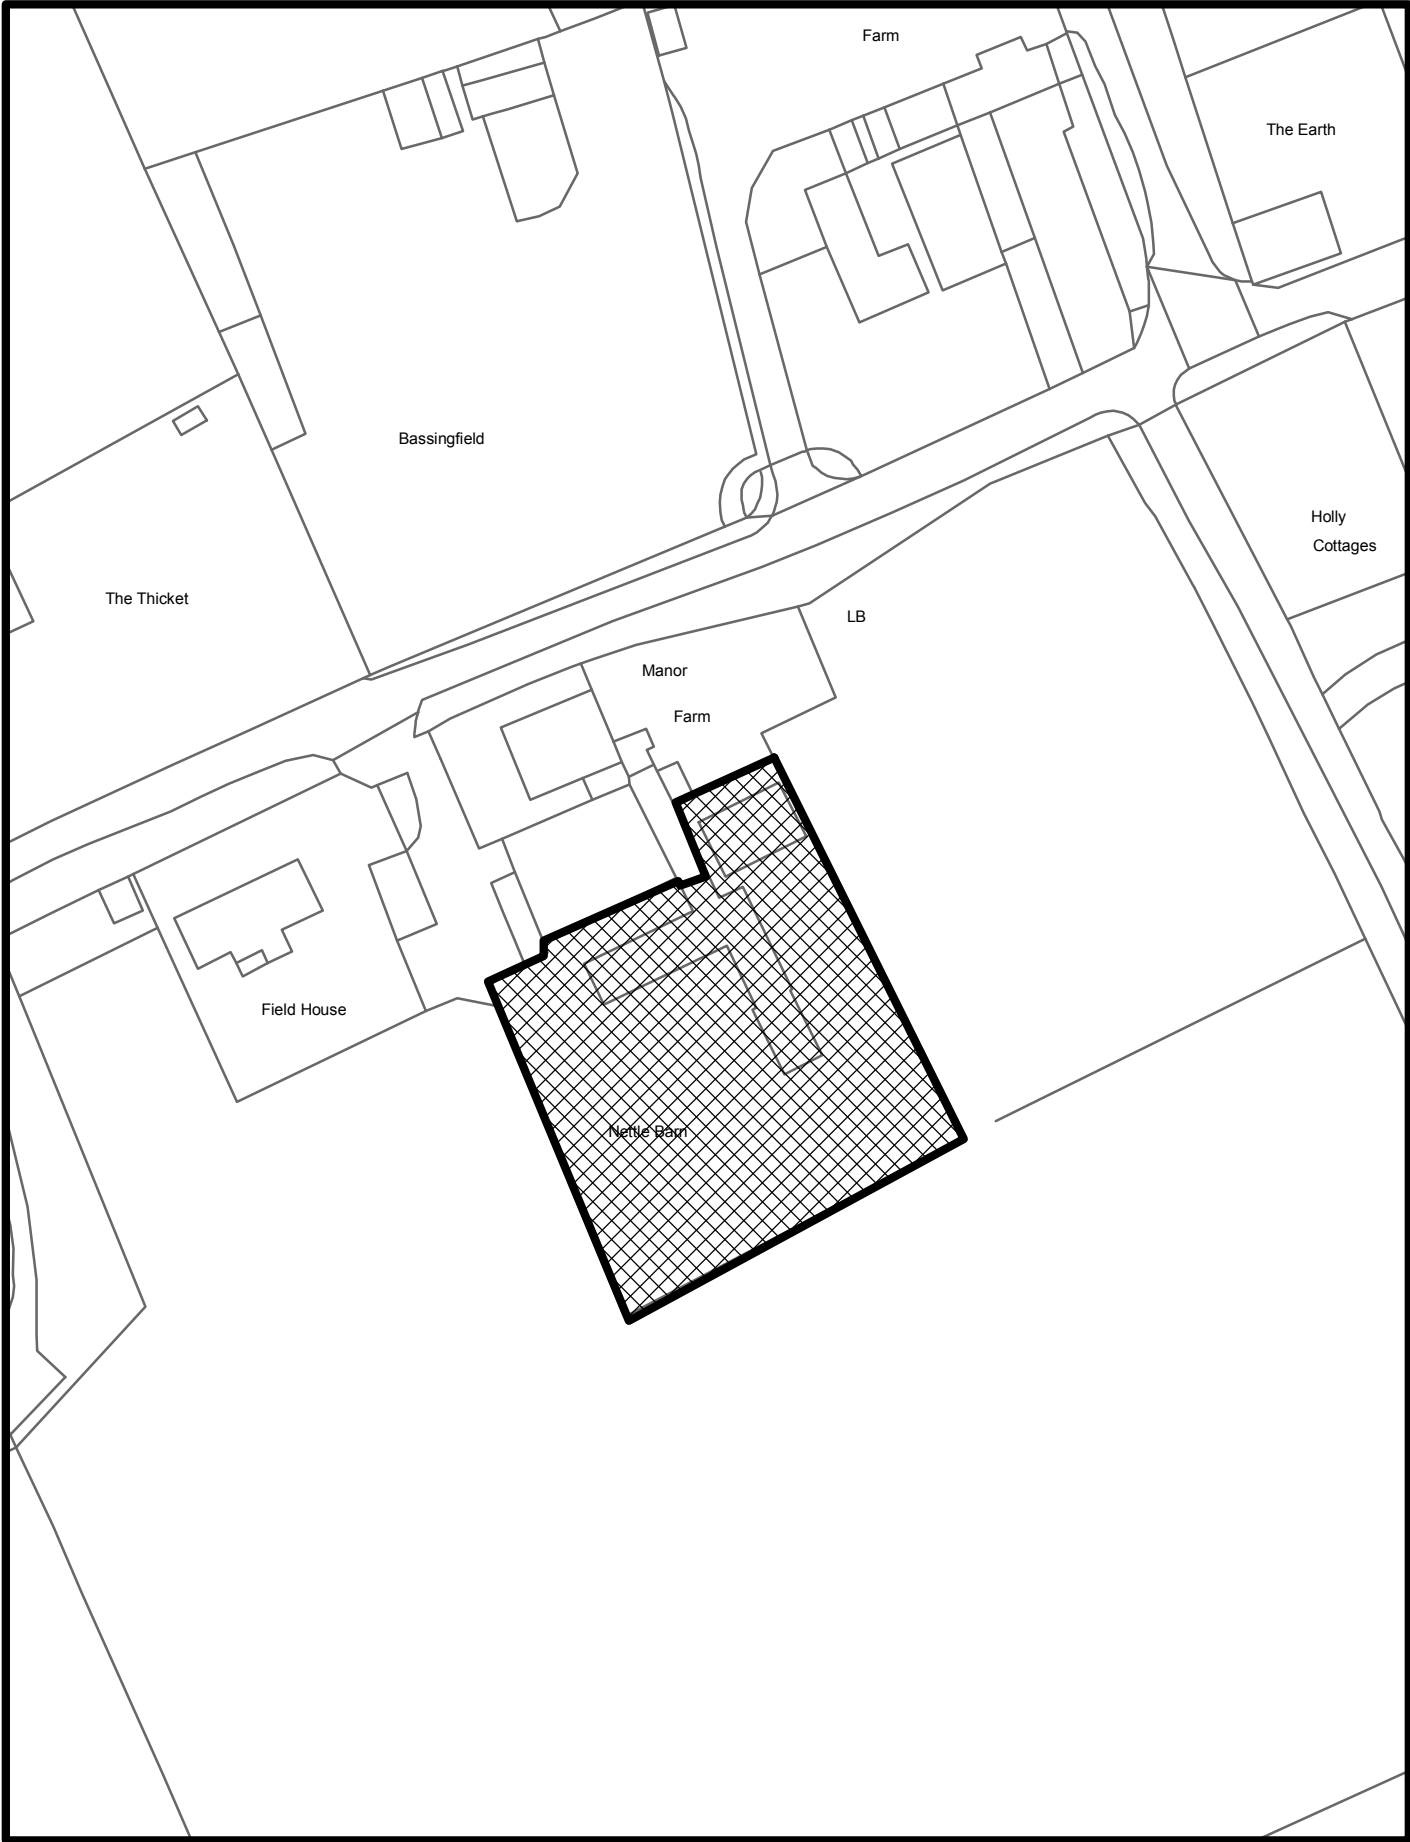 Farm
The Earth
Bassingfield
Holly
Cottages
The Thicket
LB
Manor
Farm
Field House
Nettle Barn